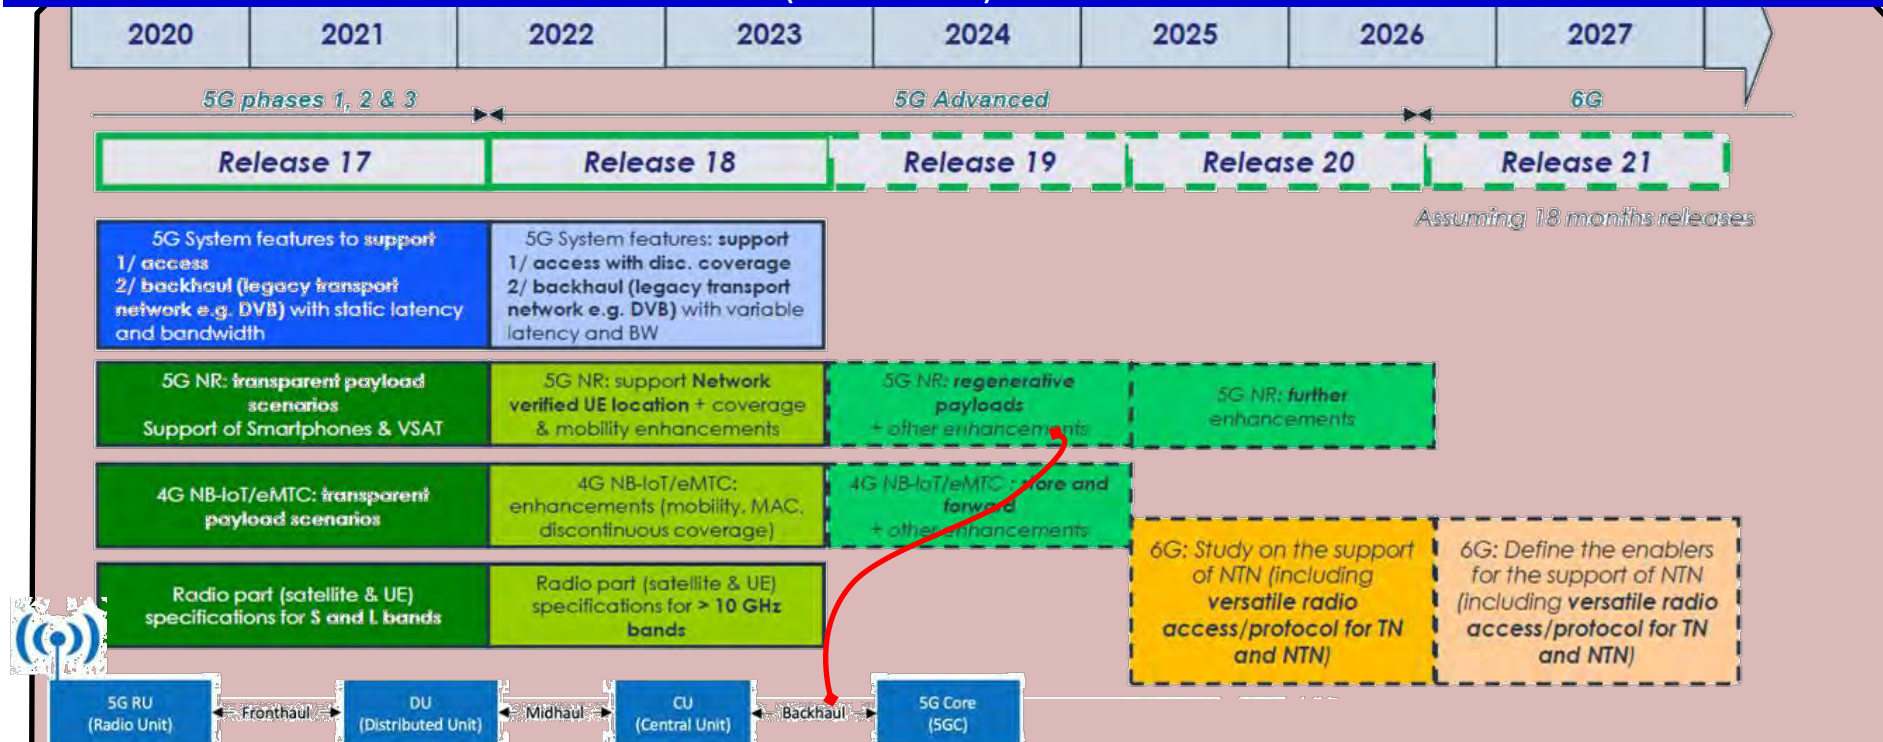 2020 2021 2022 2023 2024 2025 2026 2027
5G phases 1, 2 & 3 5G Advanced 6G
Release 17 Release 18 Release 19 Release 20 Release 21
Assuming 18 months releases
5G System features to support
1/ access
2/ backhaul (legacy transport
network e.g. DVB) with static latency
and bandwidth
5G System features: support
1/ access with disc. coverage
2/ backhaul (legacy transport
network e.g. DVB) with variable
latency and BW
5G NR: transparent payload
scenarios
Support of Smartphones & VSAT
5G NR: support Network
verified UE location + coverage
& mobility enhancements
5G NR: regenerative
payloads
+ other enhancements
5G NR: further
enhancements
4G NB-IoT/eMTC: transparent
payload scenarios
4G NB-IoT/eMTC:
enhancements (mobility, MAC,
discontinuous coverage)
4G NB-IoT/eMTC : store and
forward
+ other enhancements
6G: Study on the support
of NTN (including
versatile radio
access/protocol for TN
and NTN)
6G: Define the enablers
for the support of NTN
(including versatile radio
access/protocol for TN
and NTN)
Radio part (satellite & UE)
specifications for S and L bands
Radio part (satellite & UE)
specifications for > 10 GHz
bands
5G RU
(Radio Unit)
Fronthaul
DU
(Distributed Unit)
Midhaul
CU
(Central Unit)
Backhaul
5G Core
(5GC)